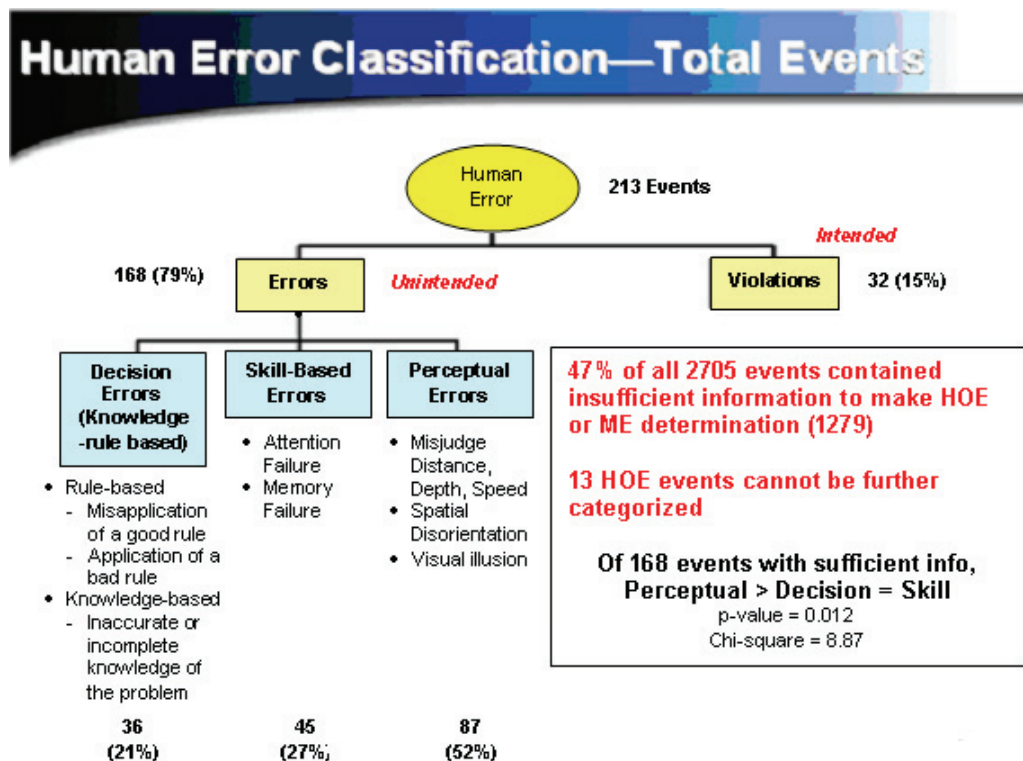 Human Error Classification—Total Events
Human
Error
213 Events
Intended
168 (79%)
Errors
Unintended
Violations
32 (15%)
Decision
Errors
(Knowledge
-rule based)
• Rule-based
- Misapplication
of a good rule
- Application of a
bad rule
• Knowledge-based
- Inaccurate or
incomplete
knowledge of
the problem
36
(21%)
Skill-Based
Errors
• Attention
Failure
• Memory
Failure
45
(27%)
Perceptual
Errors
• Misjudge
Distance,
Depth, Speed
• Spatial
Disorientation
• Visual illusion
87
(52%)
47% of all 2705 events contained
insufficient information to make HOE
or ME determination (1279)
13 HOE events cannot be further
categorized
Of 168 events with sufficient info,
Perceptual > Decision = Skill
p-value = 0.012
Chi-square = 8.87